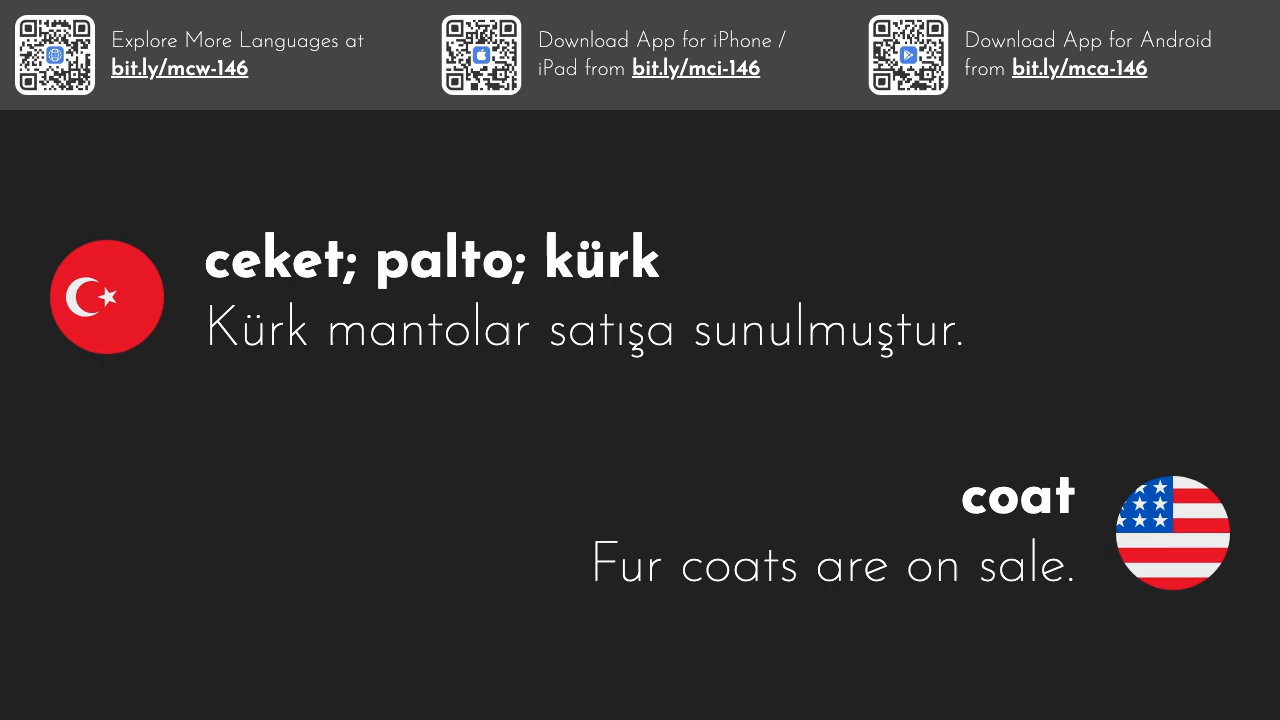 Explore More Languages at
bit.ly/mcw-146
Download App for iPhone /
iPad from bit.ly/mci-146
Download App for Android
from bit.ly/mca-146
ceket; palto; kürk
Kürk mantolar satışa sunulmuştur.
coat
Fur coats are on sale.